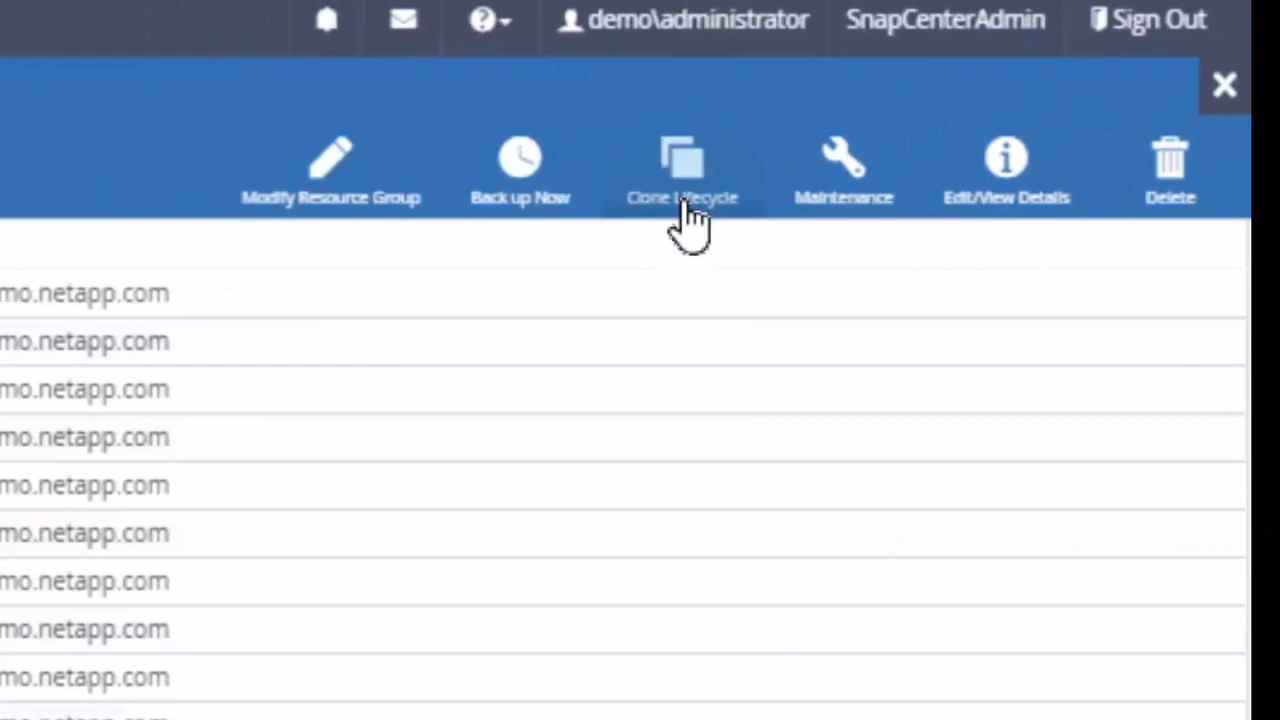 demo\administrator SnapCenterAdmin Sign Out
Modify Resource Group Back up Now Clone Lifecycle Maintenance Edit/View Details Delete
mo.netapp.com
mo.netapp.com
mo.netapp.com
mo.netapp.com
mo.netapp.com
mo.netapp.com
mo.netapp.com
mo.netapp.com
mo.netapp.com